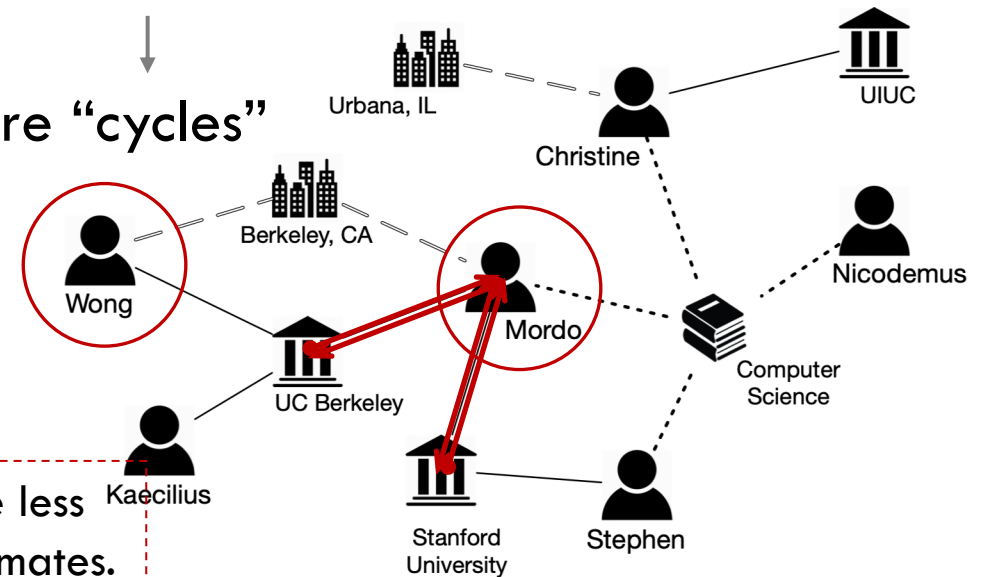 re “cycles”
Urbana, IL
UIUC
Christine
Berkeley, CA
Nicodemus
Wong
Mordo
Computer
Science
UC Berkeley
Kaecilius
e less
mates.
Stanford
University
Stephen